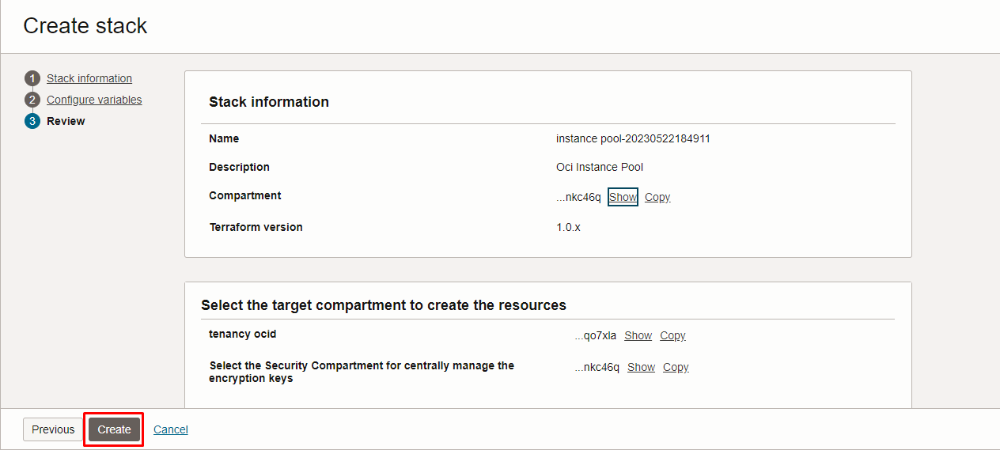 Create stack
1 Stack information
2 Configure variables
3 Review
Stack information
Name instance pool-20230522184911
Description Oci Instance Pool
Compartment ...nkc46q Show Copy
Terraform version 1.0.x
Select the target compartment to create the resources
tenancy ocid ...qo7xla Show Copy
Select the Security Compartment for centrally manage the
encryption keys
...nkc46q Show Copy
Previous Create Cancel